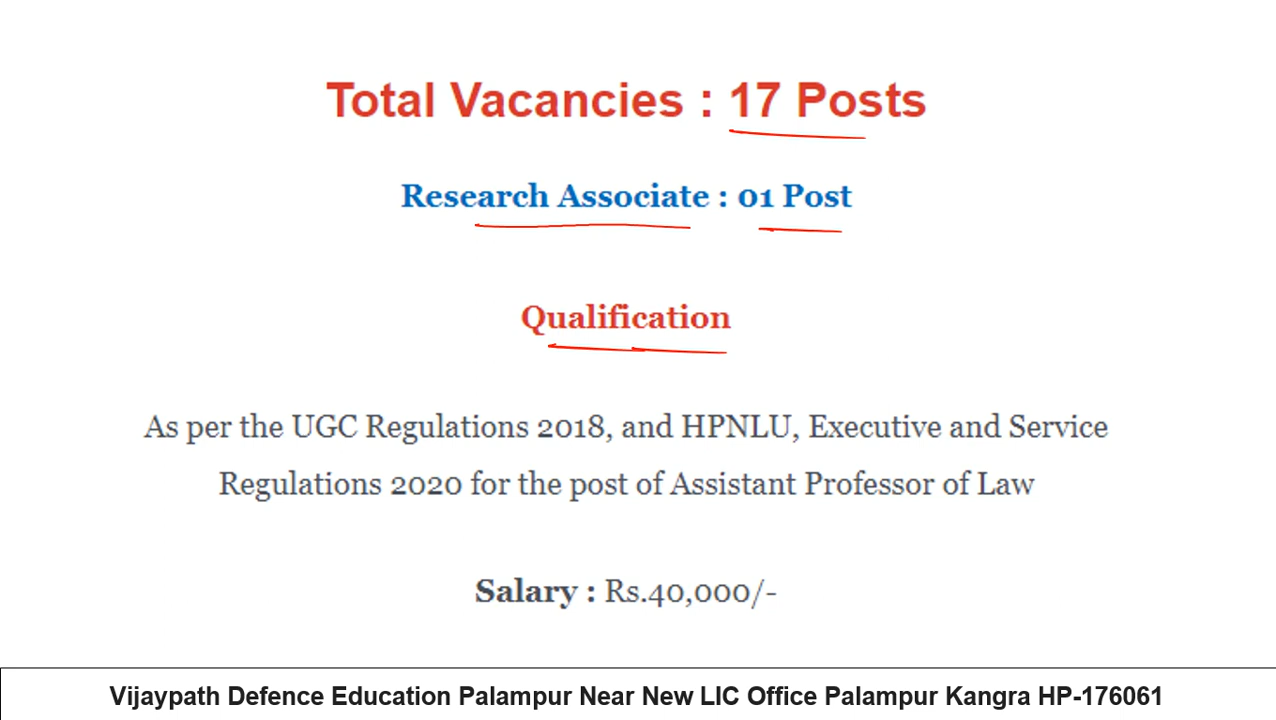 Total Vacancies : 17 Posts
Research Associate : 01 Post
Qualification
As per the UGC Regulations 2018, and HPNLU, Executive and Service
Regulations 2020 for the post of Assistant Professor of Law
Salary : Rs.40,000/-
Vijaypath Defence Education Palampur Near New LIC Office Palampur Kangra HP-176061